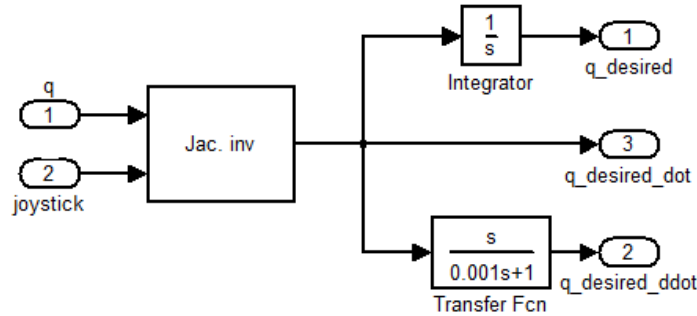 q
1
2
joystick
Jac. inv
1
s
Integrator
1
q_desired
3
q_desired_dot
s
0.001s+1
Transfer Fcn
2
q_desired_ddot